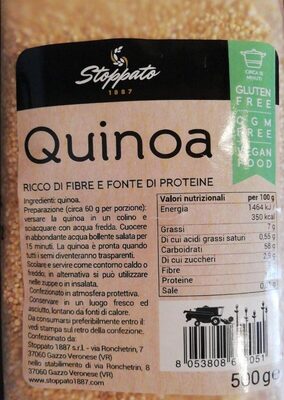 Stoppato
1887
CIRCA 15
MINUTI
GLUTEN
FREE
O G M
FREE
VEGAN
FOOD
Quinoa
RICCO DI FIBRE E FONTE DI PROTEINE
Ingredienti: quinoa.
Preparazione (circa 60 g per porzione):
versare la quinoa in un colino e
sciacquare con acqua fredda. Cuocere
in abbondante acqua bollente salata per
15 minuti. La quinoa è pronta quando
tutti i semi diventeranno trasparenti.
Scolare e servire come contorno caldo o
freddo, in alternativa si può utilizzare
nelle zuppe o in insalata.
Confezionato in atmosfera protettiva.
Conservare in un luogo fresco ed
asciutto, lontano da fonti di calore.
Da consumarsi preferibilmente entro il:
vedi stampa sul retro della confezione.
Confezionato da:
Stoppato 1887 s.r.l. - via Ronchetrin, 7
37060 Gazzo Veronese (VR)
nello stabilimento di via Ronchetrin, 8
37060 Gazzo Veronese (VR)
www.stoppato1887.com
Valori nutrizionali per 100 g
Energia 1464 kJ /
350 kcal
Grassi 7 g
Di cui acidi grassi saturi 0,55 g
Carboidrati 58 g
Di cui zuccheri 2,9 g
Fibre
Proteine
Sale
500 g e